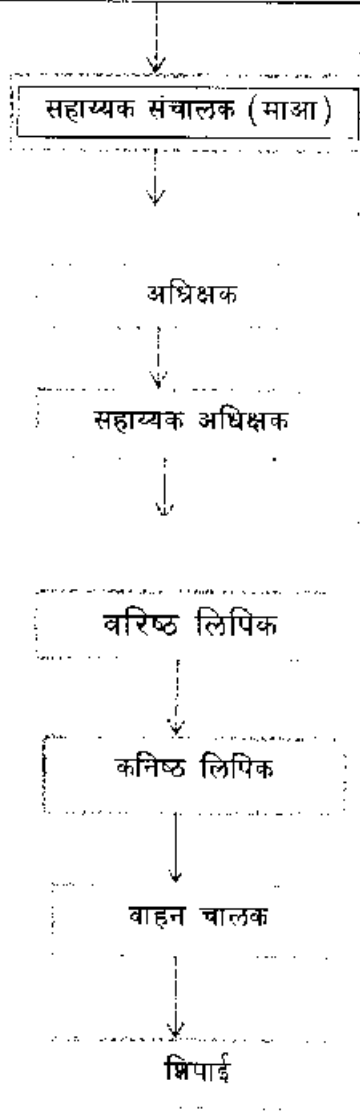 सहाय्यक संचालक (माआ)
अधिक्षक
सहाय्यक अधिक्षक
वरिष्ठ लिपिक
कनिष्ठ लिपिक
वाहन चालक
शिपाई